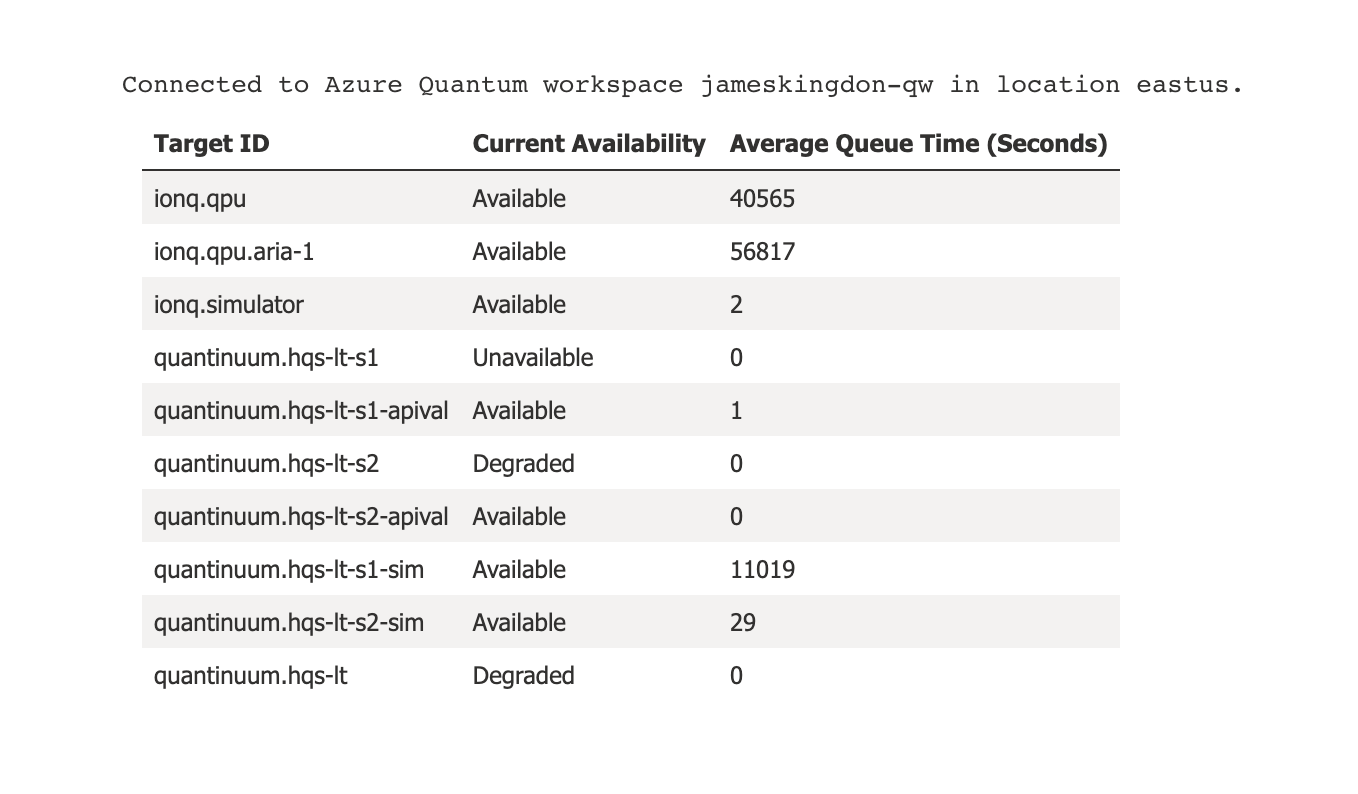 Connected to Azure Quantum workspace jameskingdon-qw in location eastus.
Target ID Current Availability Average Queue Time (Seconds)
ionq.qpu Available 40565
ionq.qpu.aria-1 Available 56817
ionq.simulator Available 2
quantinuum.hqs-lt-s1 Unavailable 0
quantinuum.hqs-lt-s1-apival Available 1
quantinuum.hqs-lt-s2 Degraded 0
quantinuum.hqs-lt-s2-apival Available 0
quantinuum.hqs-lt-s1-sim Available 11019
quantinuum.hqs-lt-s2-sim Available 29
quantinuum.hqs-lt Degraded 0